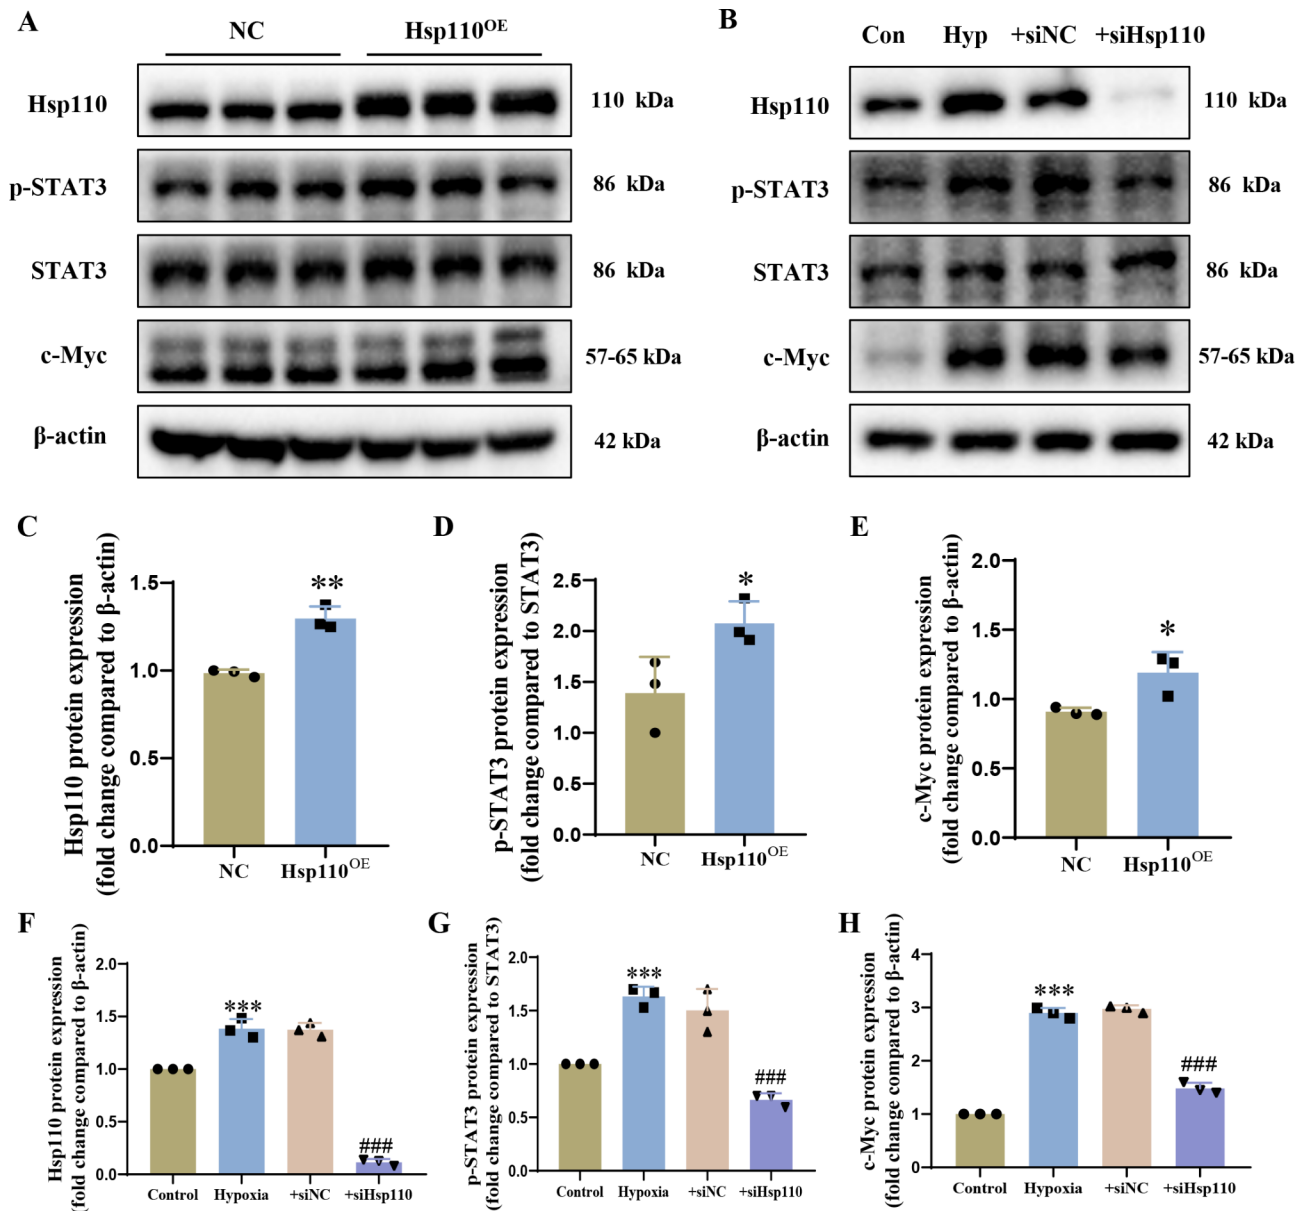 A
NC Hsp110OE
Hsp110 110 kDa
p-STAT3 86 kDa
STAT3 86 kDa
c-Myc 57-65 kDa
β-actin 42 kDa
B
Con Hyp +siNC +siHsp110
Hsp110 110 kDa
p-STAT3 86 kDa
STAT3 86 kDa
c-Myc 57-65 kDa
β-actin 42 kDa
C
Hsp110 protein expression
(fold change compared to β-actin)
1.5
1.0
0.5
0.0
**
NC Hsp110OE
D
p-STAT3 protein expression
(fold change compared to STAT3)
2.5
2.0
1.5
1.0
0.5
0.0
*
NC Hsp110OE
E
c-Myc protein expression
(fold change compared to β-actin)
2.0
1.5
1.0
0.5
0.0
*
NC Hsp110OE
F
Hsp110 protein expression
(fold change compared to β-actin)
2.0
1.5
1.0
0.5
0.0
***
###
Control Hypoxia +siNC +siHsp110
G
p-STAT3 protein expression
(fold change compared to STAT3)
2.0
1.5
1.0
0.5
0.0
***
###
Control Hypoxia +siNC +siHsp110
H
c-Myc protein expression
(fold change compared to β-actin)
4
3
2
1
0
***
###
Control Hypoxia +siNC +siHsp110